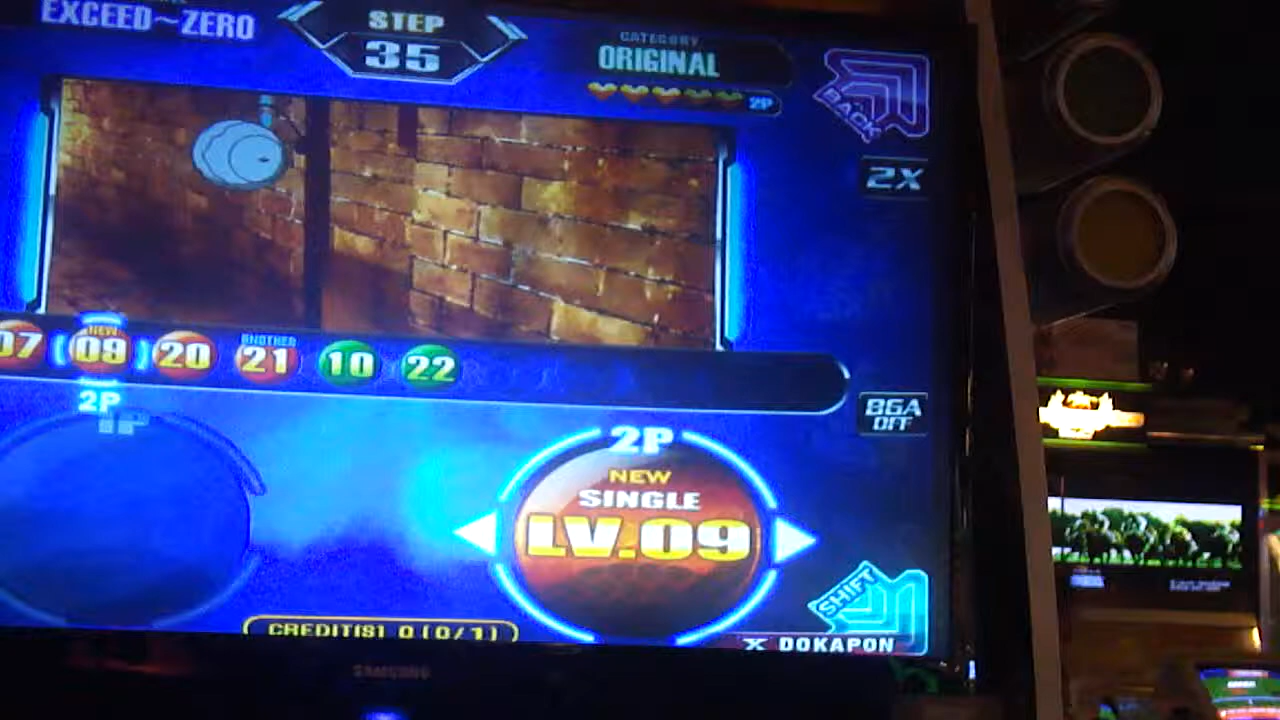 EXCEED~ZERO
STEP
35
CATEGORY
ORIGINAL
2P
BACK
2X
07 09 20 21 10 22
NEW
ANOTHER
2P
BGA
OFF
2P
NEW
SINGLE
LV.09
SHIFT
CREDIT(S) 0 (0/1)
X DOKAPON
SAMSUNG